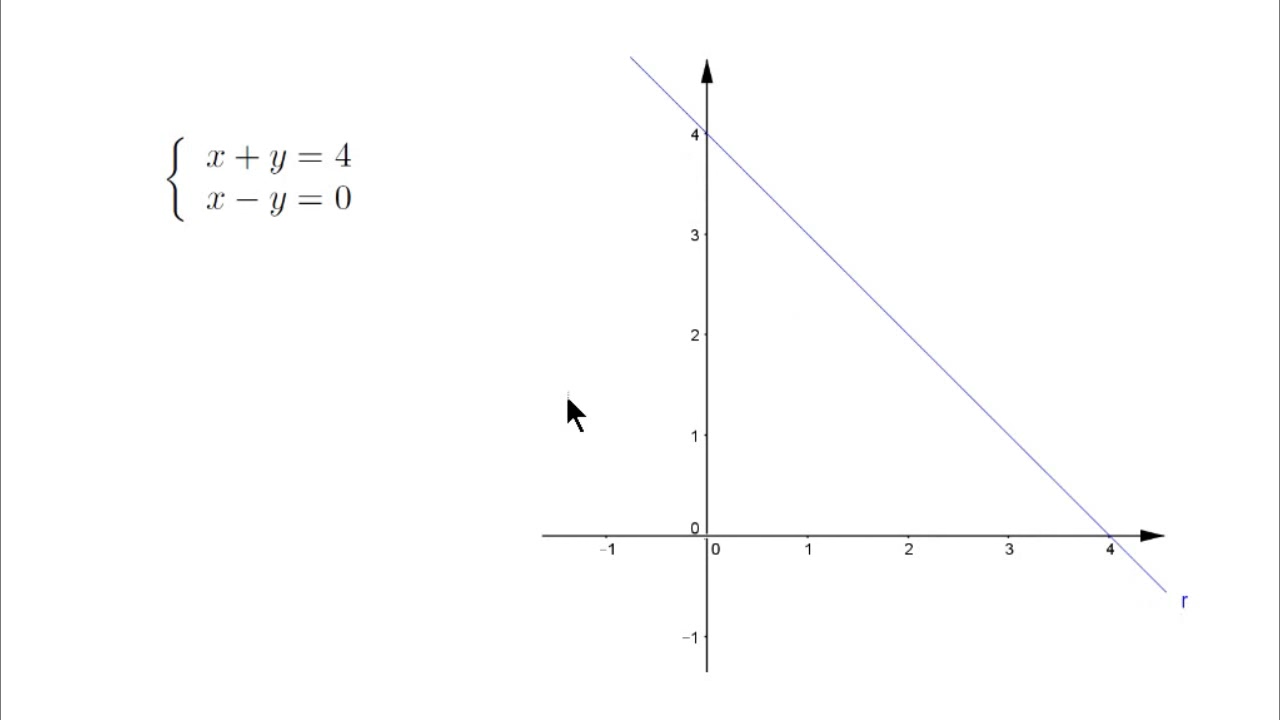 x + y = 4
x − y = 0
4
3
2
1
0
−1 0 1 2 3 4
r
−1